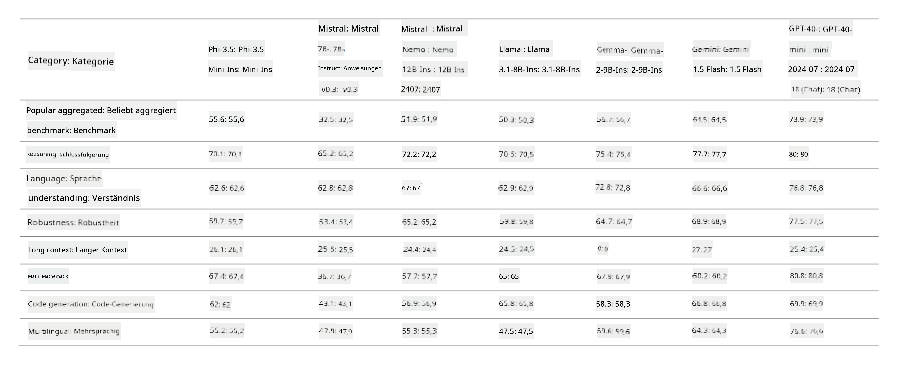 Category: Kategorie
Phi-3.5: Phi-3.5
Mini-Ins: Mini-Ins
Mistral: Mistral
7B-: 7B-
Instruct: Anweisungen
v0.3: v0.3
Mistral : Mistral
Nemo : Nemo
12B-Ins : 12B-Ins
2407: 2407
Llama : Llama
3.1-8B-Ins: 3.1-8B-Ins
Gemma- Gemma-
2-9B-Ins: 2-9B-Ins
Gemini: Gemini
1.5 Flash: 1.5 Flash
GPT-4o- : GPT-4o-
mini : mini
2024-07 : 2024-07
18 (Chat): 18 (Chat)
Popular aggregated: Beliebt aggregiert
benchmark: Benchmark
55.6: 55,6 32.5: 32,5 51.9: 51,9 50.3: 50,3 56.7: 56,7 64.5: 64,5 73.9: 73,9
Reasoning: Schlussfolgerung 70.1: 70,1 65.2: 65,2 72.2: 72,2 70.5: 70,5 75.4: 75,4 77.7: 77,7 80: 80
Language: Sprache
understanding: Verständnis
62.6: 62,6 62.8: 62,8 67: 67 62.9: 62,9 72.8: 72,8 66.6: 66,6 76.8: 76,8
Robustness: Robustheit 59.7: 59,7 53.4: 53,4 65.2: 65,2 59.8: 59,8 64.7: 64,7 68.9: 68,9 77.5: 77,5
Long context: Langer Kontext 26.1: 26,1 25.5: 25,5 24.4: 24,4 24.5: 24,5 27: 27 25.4: 25,4
67.4: 67,4 36.7: 36,7 57.7: 57,7 65: 65 67.9: 67,9 60.2: 60,2 80.8: 80,8
Code generation: Code-Generierung 62: 62 43.1: 43,1 56.9: 56,9 65.8: 65,8 58.3: 58,3 66.8: 66,8 69.9: 69,9
Multilingual: Mehrsprachig 55.2: 55,2 47.9: 47,9 55.3: 55,3 47.5: 47,5 59.6: 59,6 64.3: 64,3 76.6: 76,6